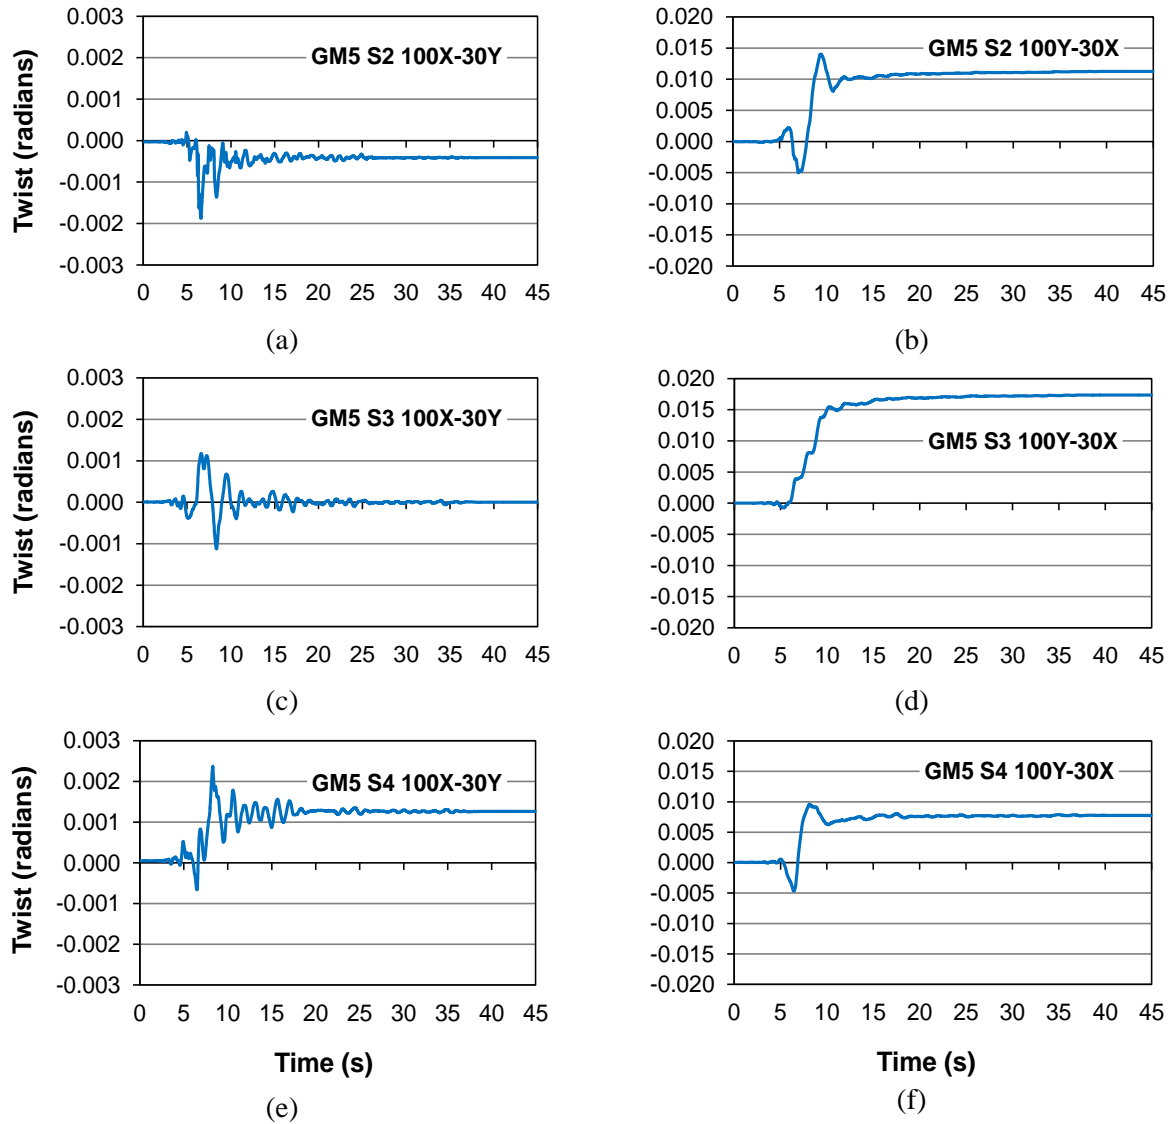 Twist (radians)
0.003
0.002
0.001
0.000
-0.001
-0.002
-0.003
GM5 S2 100X-30Y
0 5 10 15 20 25 30 35 40 45
(a)
0.020
0.015
0.010
0.005
0.000
-0.005
-0.010
-0.015
-0.020
GM5 S2 100Y-30X
0 5 10 15 20 25 30 35 40 45
(b)
Twist (radians)
0.003
0.002
0.001
0.000
-0.001
-0.002
-0.003
GM5 S3 100X-30Y
0 5 10 15 20 25 30 35 40 45
(c)
0.020
0.015
0.010
0.005
0.000
-0.005
-0.010
-0.015
-0.020
GM5 S3 100Y-30X
0 5 10 15 20 25 30 35 40 45
(d)
Twist (radians)
0.003
0.002
0.001
0.000
-0.001
-0.002
-0.003
GM5 S4 100X-30Y
0 5 10 15 20 25 30 35 40 45
Time (s)
(e)
0.020
0.015
0.010
0.005
0.000
-0.005
-0.010
-0.015
-0.020
GM5 S4 100Y-30X
0 5 10 15 20 25 30 35 40 45
Time (s)
(f)